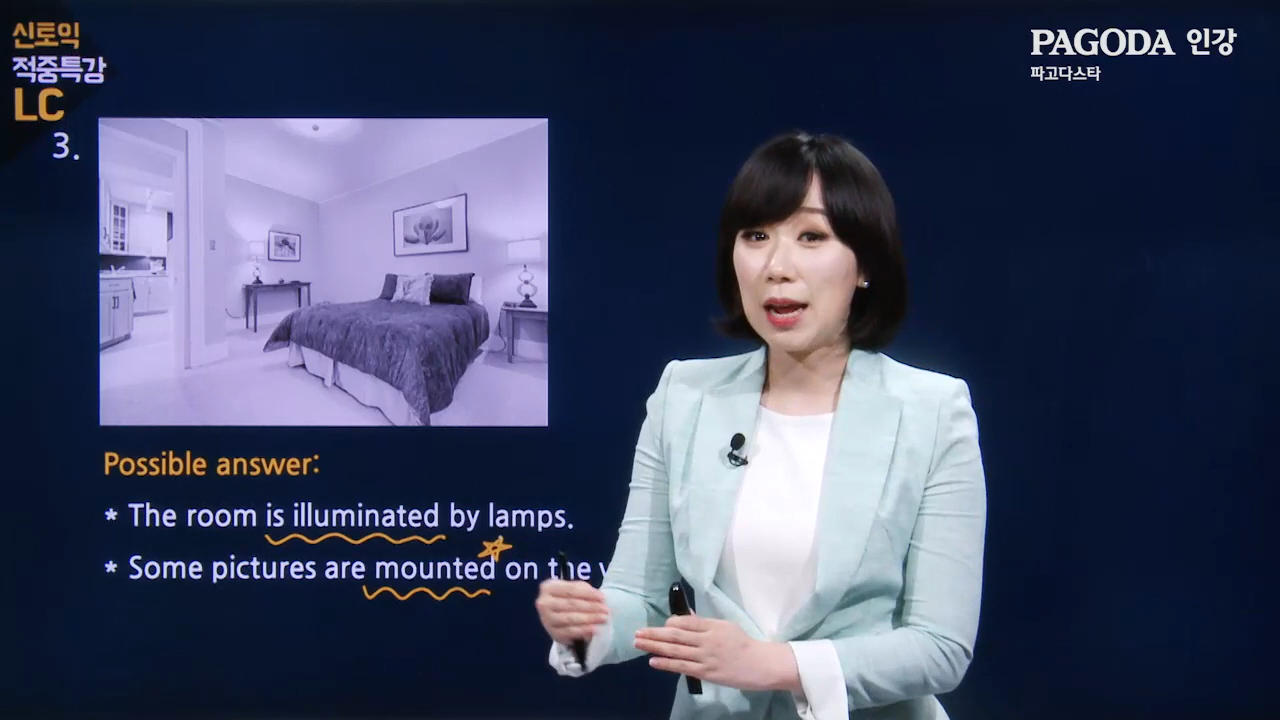 신토익
적중특강
LC
PAGODA 인강
파고다스타
3.
Possible answer:
* The room is illuminated by lamps.
* Some pictures are mounted on the